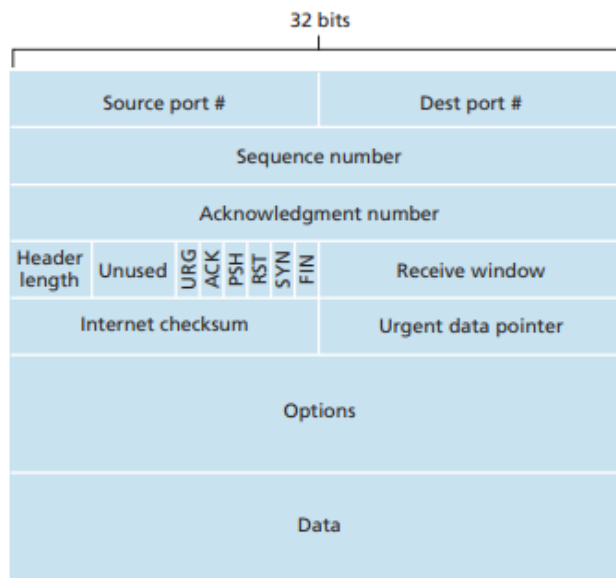 32 bits
Source port #
Dest port #
Sequence number
Acknowledgment number
Header
length
Unused
URG
ACK
PSH
RST
SYN
FIN
Receive window
Internet checksum
Urgent data pointer
Options
Data